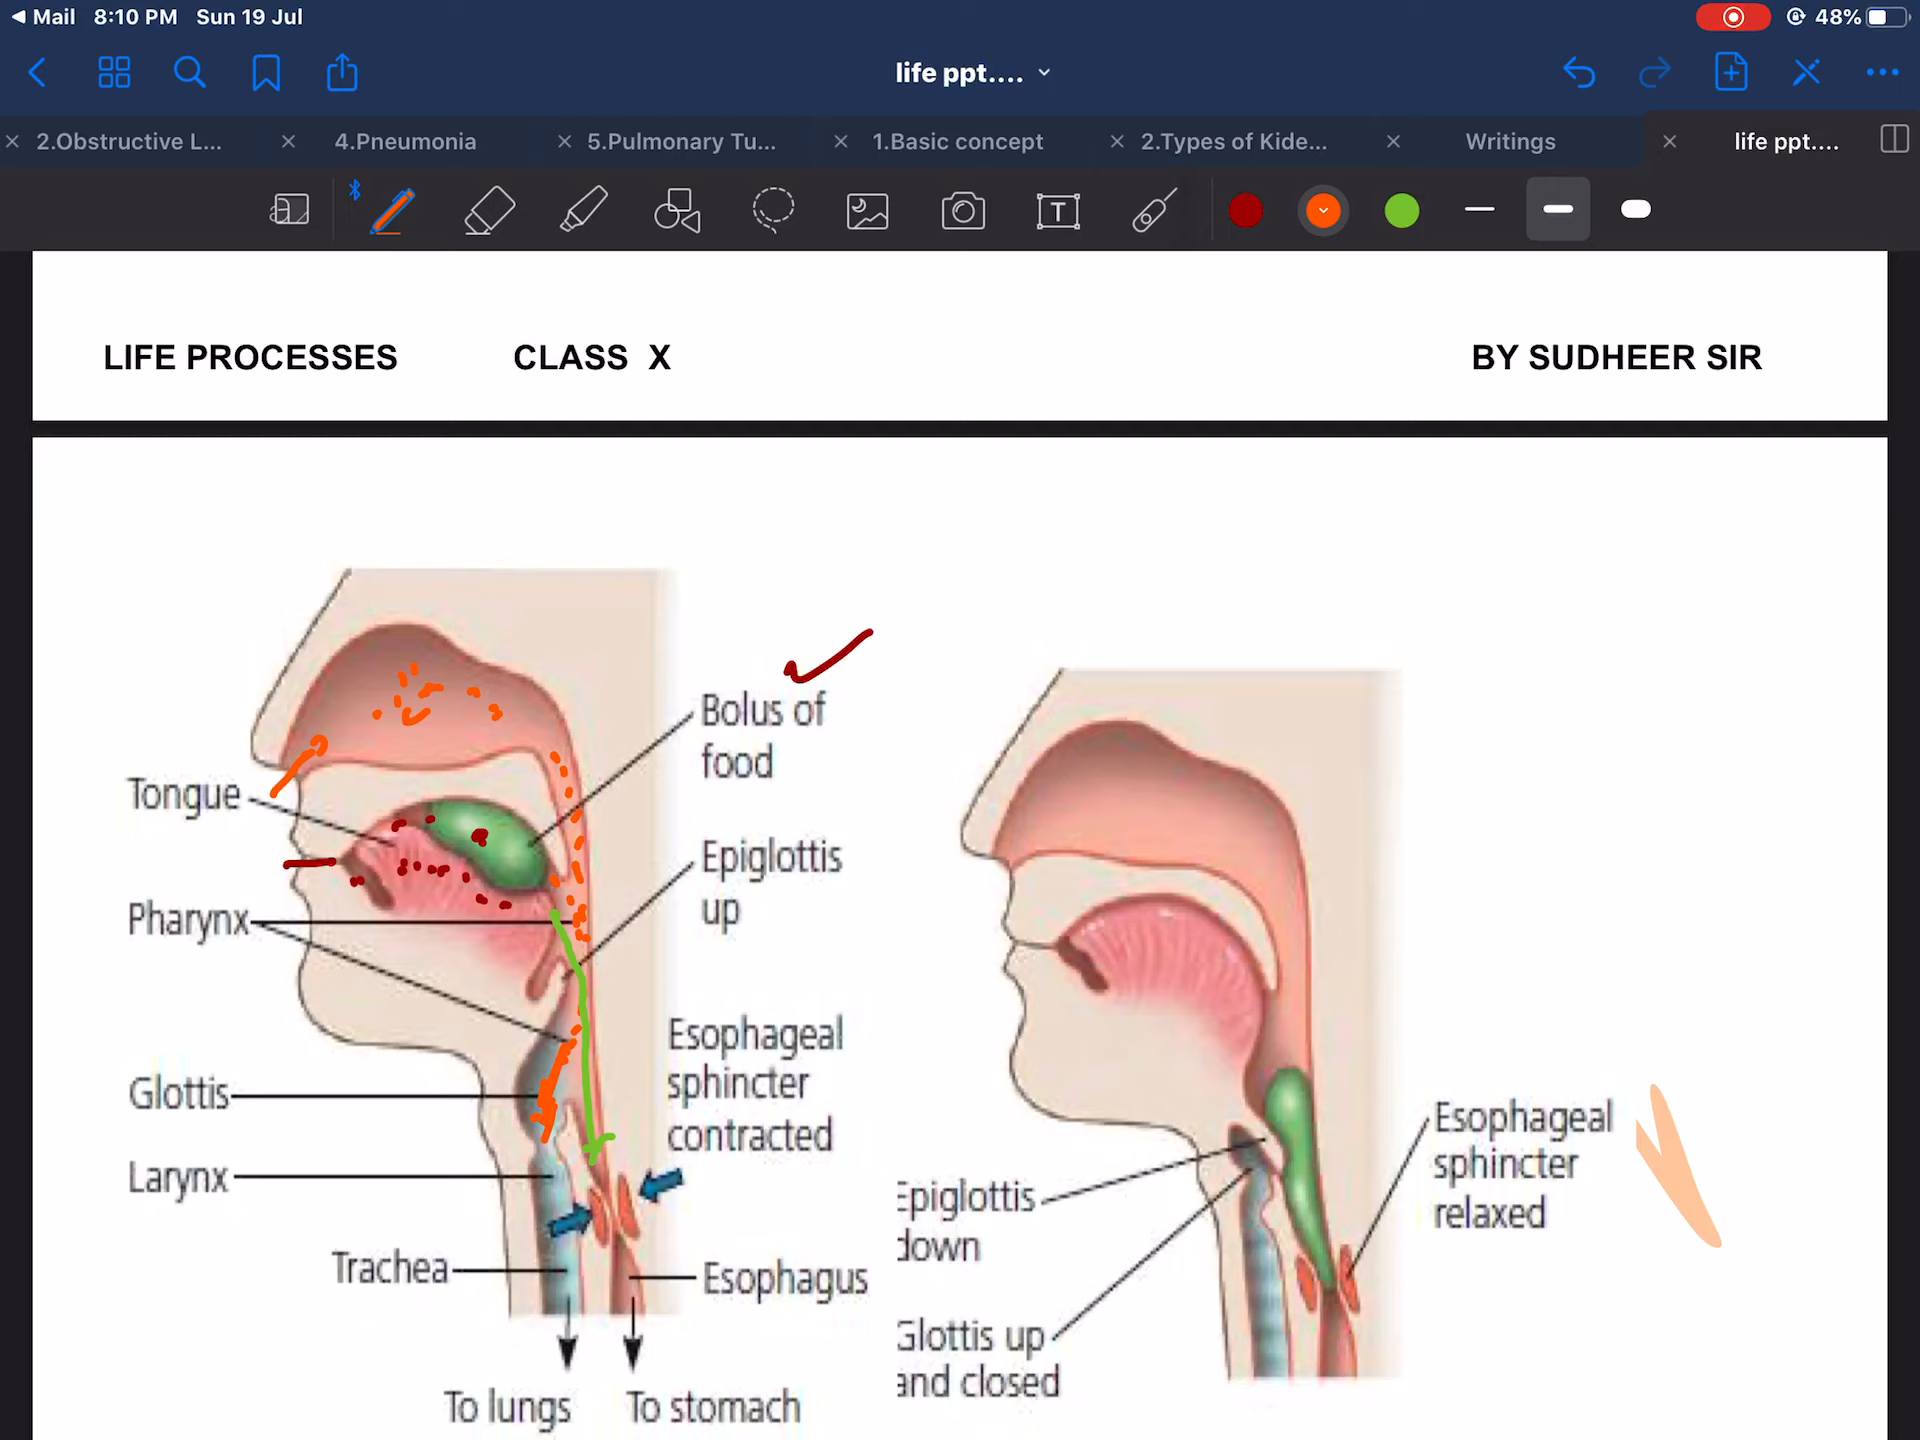 Mail 8:10 PM Sun 19 Jul 48%
life ppt....
2.Obstructive L... 4.Pneumonia 5.Pulmonary Tu... 1.Basic concept 2.Types of Kide... Writings life ppt....
LIFE PROCESSES CLASS X BY SUDHEER SIR
Bolus of
food
Tongue
Epiglottis
up
Pharynx
Esophageal
sphincter
contracted
Glottis
Larynx
Trachea
Esophagus
To lungs To stomach
Esophageal
sphincter
relaxed
Epiglottis
down
Glottis up
and closed